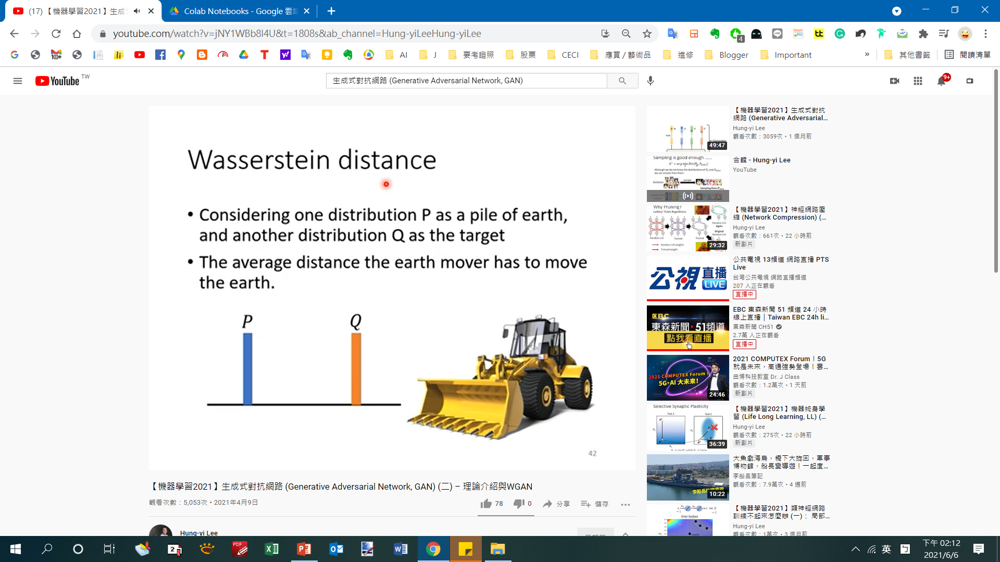 (17) 【機器學習2021】生成
Colab Notebooks - Google 雲
youtube.com/watch?v=jNY1WBb8l4U&t=1808s&ab_channel=Hung-yiLeeHung-yiLee
AI
J
要考證照
股票
CECI
應買 / 藝術品
進修
Blogger
Important
»
其他書籤
閱讀清單
YouTube TW
生成式對抗網路 (Generative Adversarial Network, GAN)
9+
Wasserstein distance
• Considering one distribution P as a pile of earth,
and another distribution Q as the target
• The average distance the earth mover has to move
the earth.
P
Q
42
【機器學習2021】生成式對抗網路 (Generative Adversarial Network, GAN) (二) – 理論介紹與WGAN
觀看次數：5,053次 • 2021年4月9日
78
0
分享
儲存
Hung-yi Lee
49:47
【機器學習2021】生成式對抗
網路 (Generative Adversarial...
Hung-yi Lee
觀看次數：3059次 • 1 個月前
Sampling is good enough ......
合輯 - Hung-yi Lee
YouTube
Why Pruning?
Lottery Ticket Hypothesis
29:32
【機器學習2021】神經網路壓
縮 (Network Compression) (...
Hung-yi Lee
觀看次數：661次 • 22 小時前
新影片
公視 直播
LIVE
公共電視 13頻道 網路直播 PTS
Live
台灣公共電視 網路直播頻道
207 人正在觀看
直播中
EBC
東森新聞 51頻道
點我看直播
EBC 東森新聞 51 頻道 24 小時
線上直播｜Taiwan EBC 24h li...
東森新聞 CH51
2.7萬 人正在觀看
直播中
2021 COMPUTEX Forum !
5G、AI 大未來!
24:46
2021 COMPUTEX Forum！5G
就是未來，高通強勢登場！雲...
曲博科技教室 Dr. J Class
觀看次數：1.2萬次 • 1 天前
新影片
Selective Synaptic Plasticity
Task 1
Task 2
36:39
【機器學習2021】機器終身學
習 (Life Long Learning, LL) (...
Hung-yi Lee
觀看次數：275次 • 22 小時前
新影片
10:22
大魚戲海鳥，橋下大旋回，軍事
博物館，船長變導遊！一起度...
李船長筆記
觀看次數：7.9萬次 • 4 週前
Error Surface
【機器學習2021】類神經網路
訓練不起來怎麼辦 (一)： 局部...
Hung-yi Lee
觀看次數：1萬次 • 3 個月前
英
下午 02:12
2021/6/6